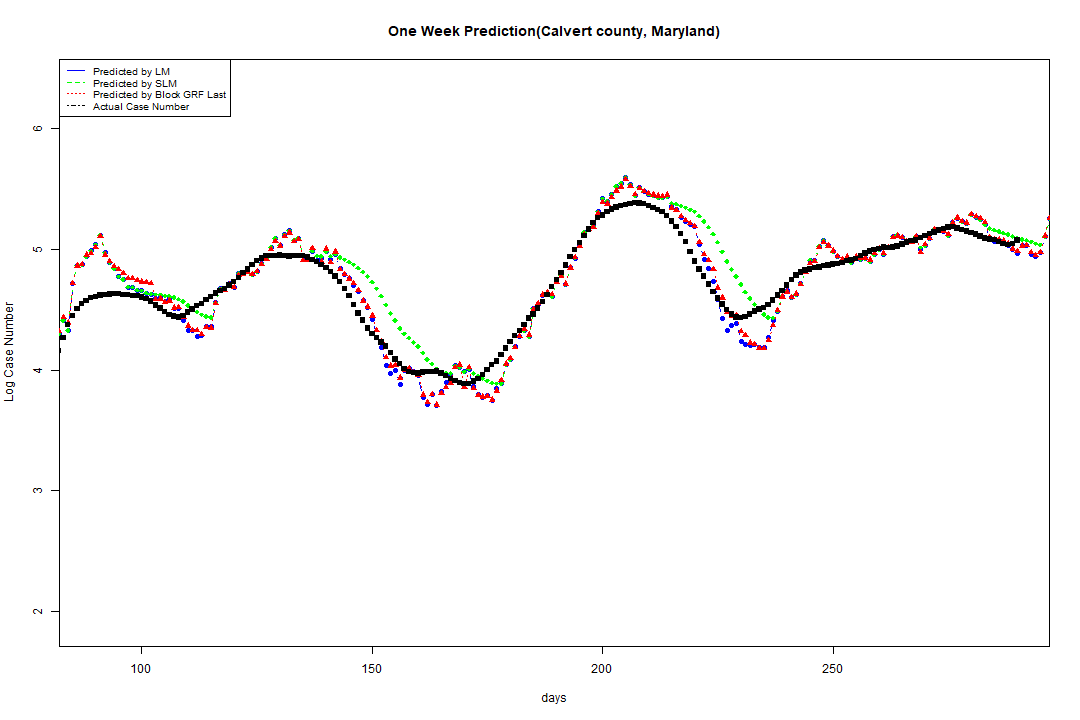 One Week Prediction(Calvert county, Maryland)
Predicted by LM
Predicted by SLM
Predicted by Block GRF Last
Actual Case Number
6
5
4
3
2
Log Case Number
100
150
200
250
days